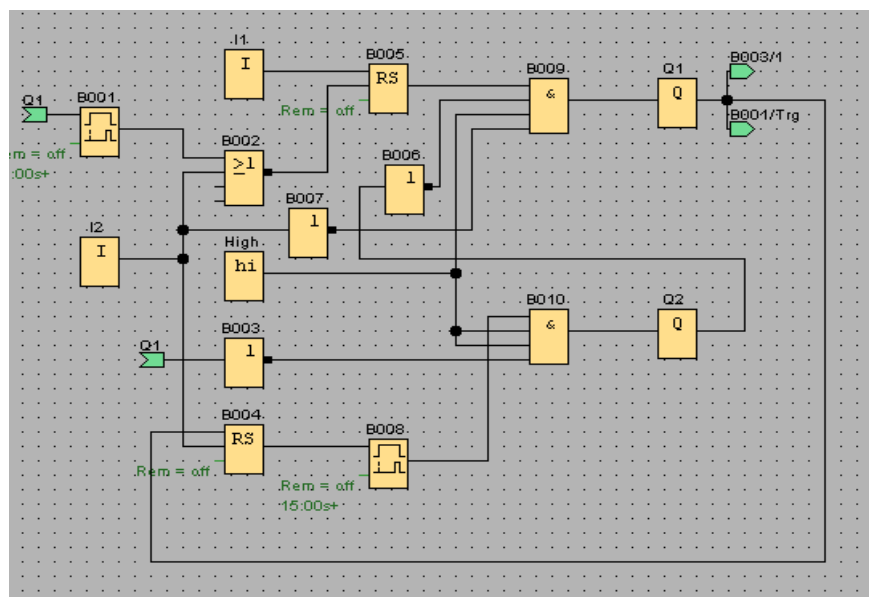 I1
I
B005
RS
Rem = off
B009
&
Q1
Q
B003/1
B001/Trg
Q1
B001
em = off
:00s+
B002
≥1
B006
1
B007
1
I2
I
High
hi
B010
&
Q2
Q
Q1
B003
1
B004
RS
Rem = off
B008
Rem = off
15:00s+